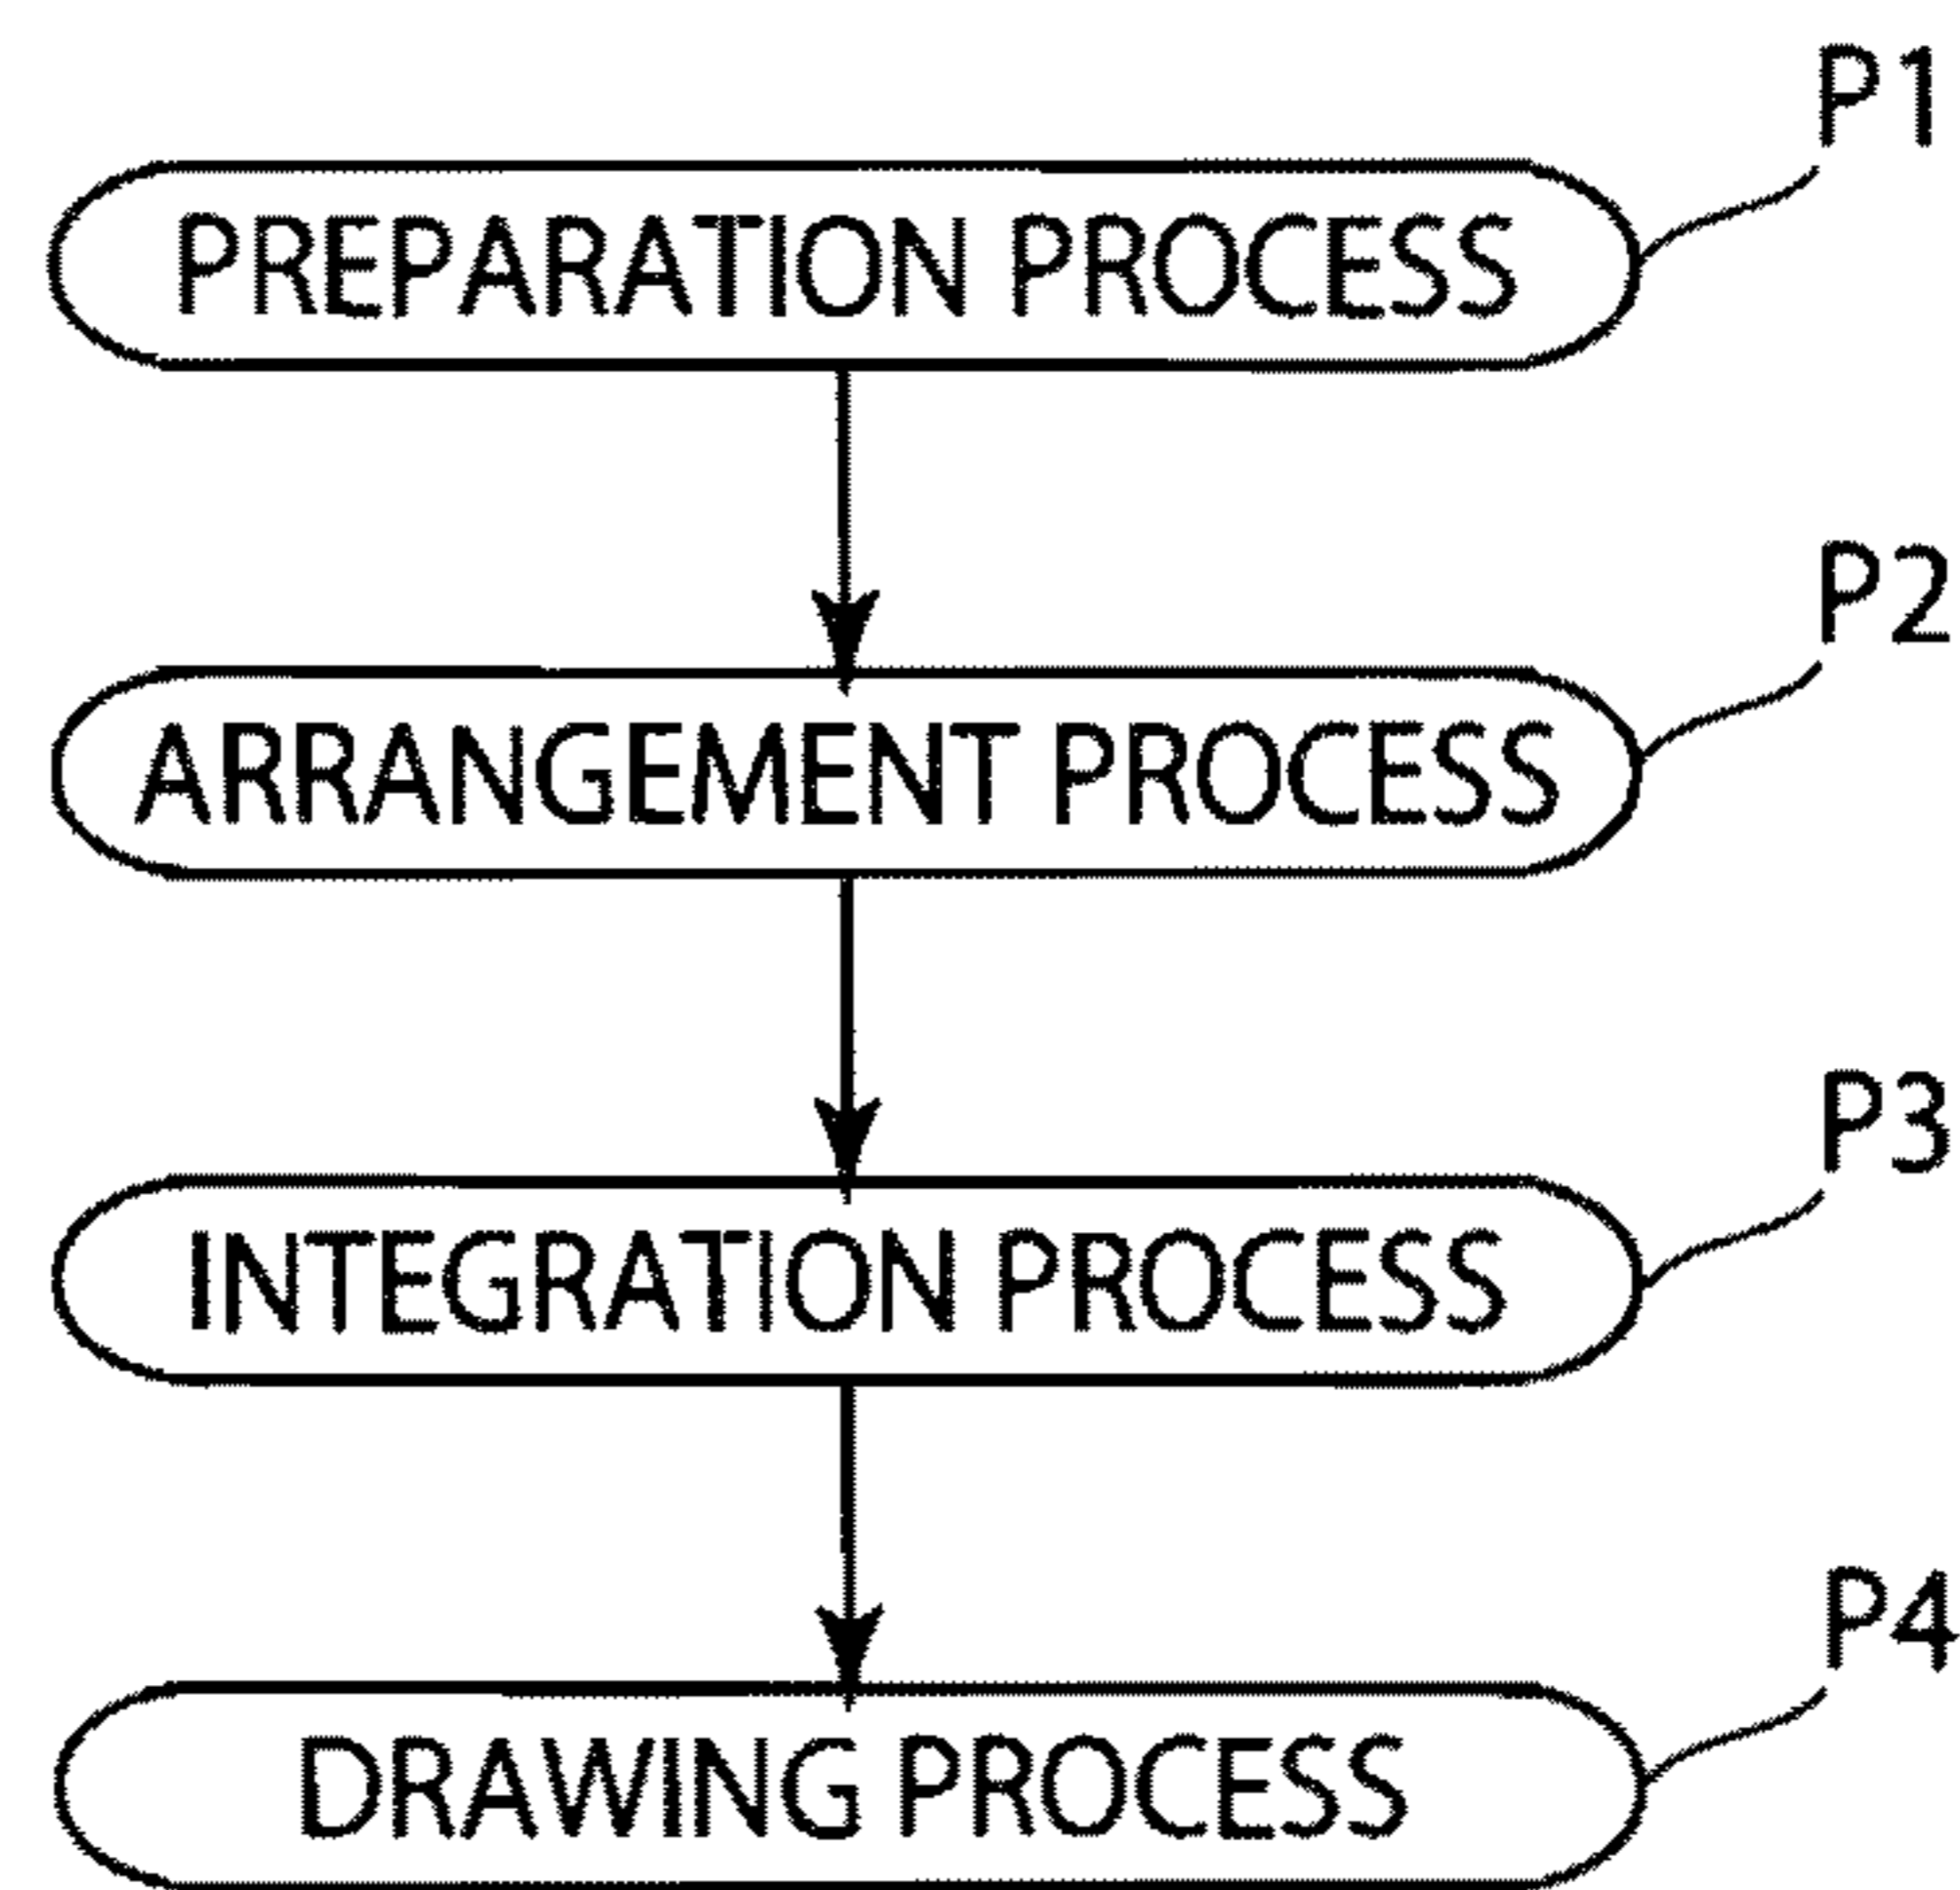 P1
PREPARATION PROCESS
P2
ARRANGEMENT PROCESS
P3
INTEGRATION PROCESS
P4
DRAWING PROCESS